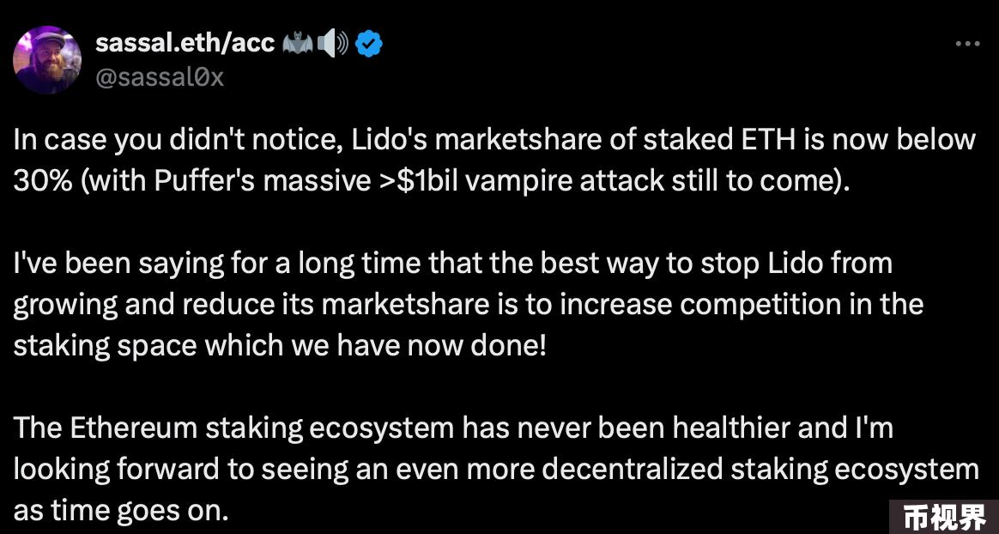 sassal.eth/acc 🦇🔊
@sassal0x
In case you didn't notice, Lido's marketshare of staked ETH is now below
30% (with Puffer's massive >$1bil vampire attack still to come).
I've been saying for a long time that the best way to stop Lido from
growing and reduce its marketshare is to increase competition in the
staking space which we have now done!
The Ethereum staking ecosystem has never been healthier and I'm
looking forward to seeing an even more decentralized staking ecosystem
as time goes on.
币视界